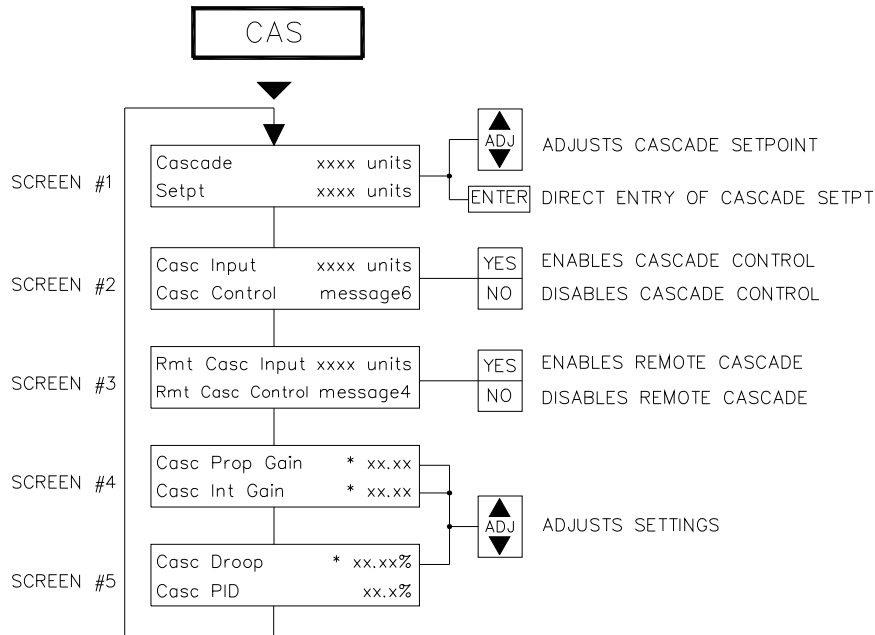 CAS
SCREEN #1
Cascade xxxx units
Setpt xxxx units
ADJ
ADJUSTS CASCADE SETPOINT
ENTER
DIRECT ENTRY OF CASCADE SETPT
SCREEN #2
Casc Input xxxx units
Casc Control message6
YES
ENABLES CASCADE CONTROL
NO
DISABLES CASCADE CONTROL
SCREEN #3
Rmt Casc Input xxxx units
Rmt Casc Control message4
YES
ENABLES REMOTE CASCADE
NO
DISABLES REMOTE CASCADE
SCREEN #4
Casc Prop Gain * xx.xx
Casc Int Gain * xx.xx
ADJ
ADJUSTS SETTINGS
SCREEN #5
Casc Droop * xx.xx%
Casc PID xx.x%